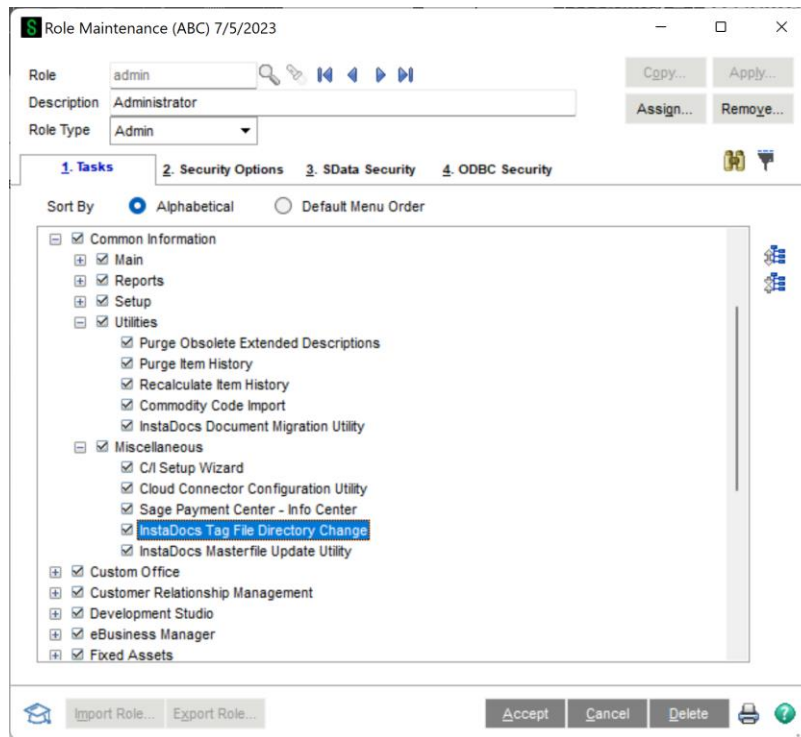 S Role Maintenance (ABC) 7/5/2023
Role admin Copy... Apply...
Description Administrator Assign... Remove...
Role Type Admin
1. Tasks 2. Security Options 3. SData Security 4. ODBC Security
Sort By Alphabetical Default Menu Order
Common Information
Main
Reports
Setup
Utilities
Purge Obsolete Extended Descriptions
Purge Item History
Recalculate Item History
Commodity Code Import
InstaDocs Document Migration Utility
Miscellaneous
C/I Setup Wizard
Cloud Connector Configuration Utility
Sage Payment Center - Info Center
InstaDocs Tag File Directory Change
InstaDocs Masterfile Update Utility
Custom Office
Customer Relationship Management
Development Studio
eBusiness Manager
Fixed Assets
Import Role... Export Role... Accept Cancel Delete ?